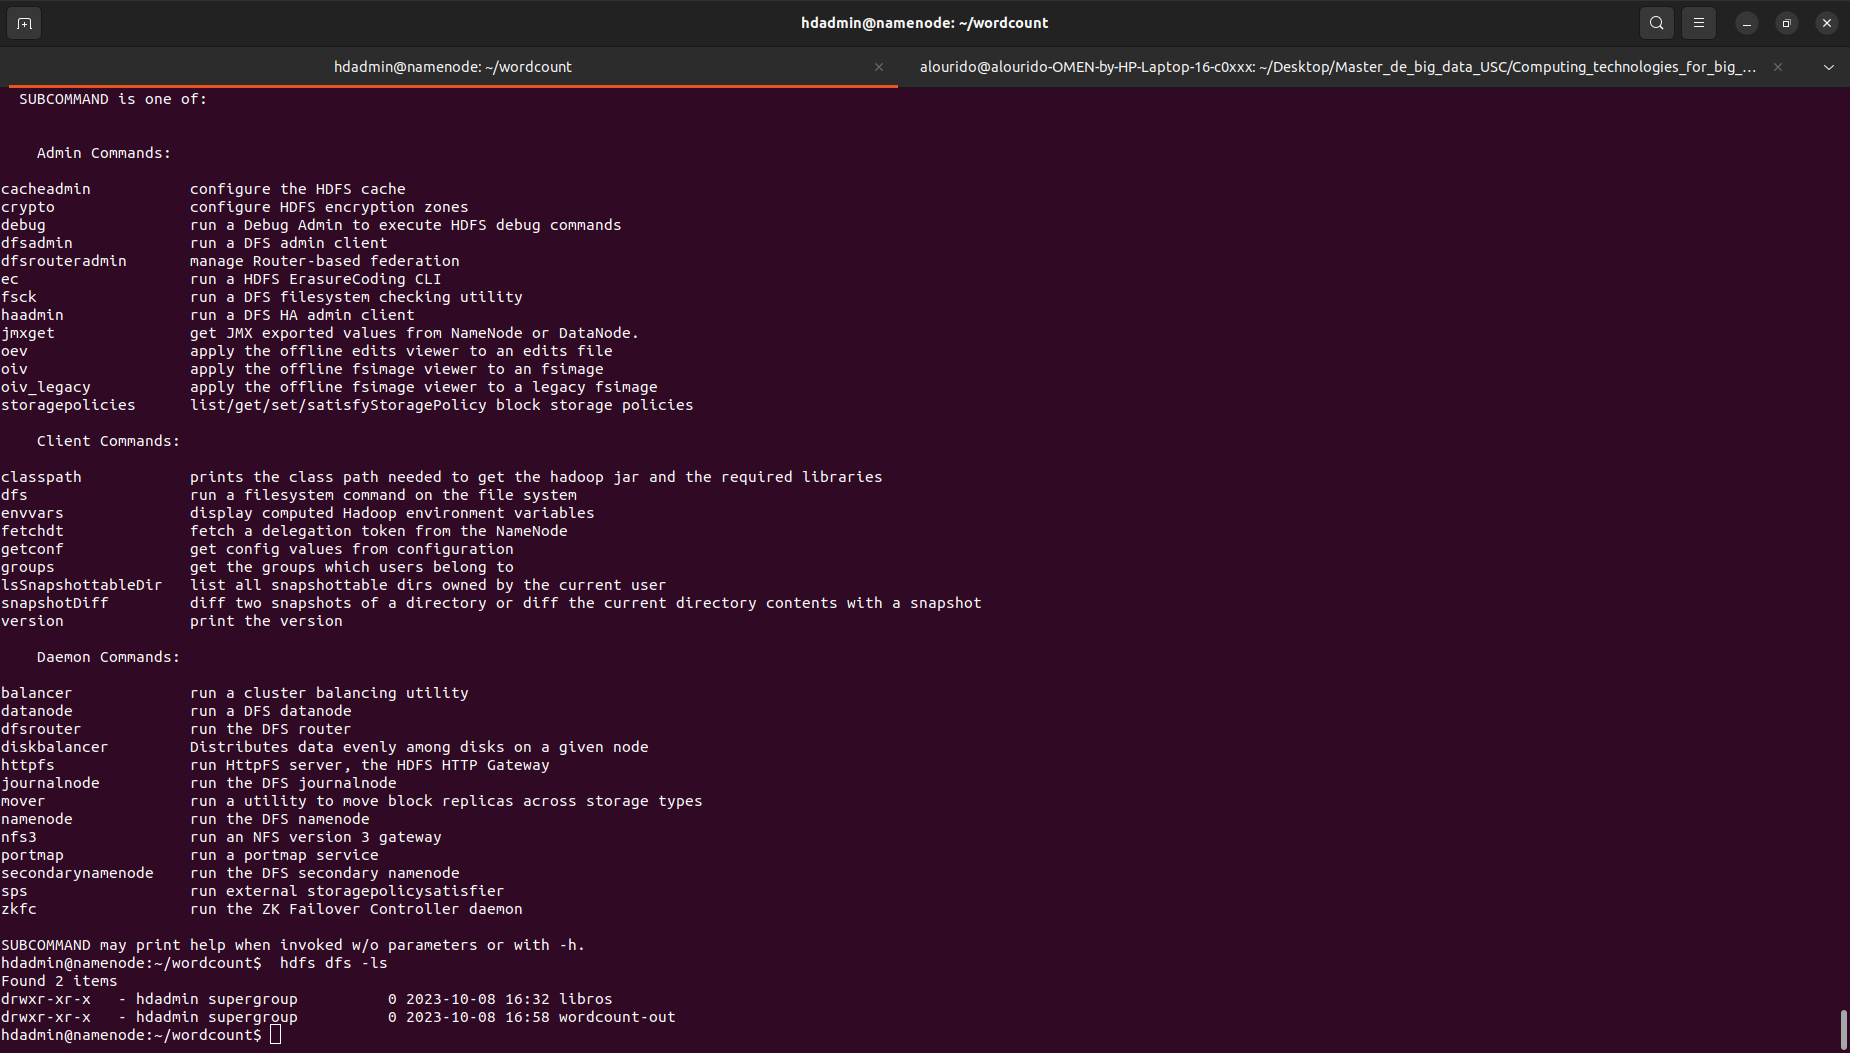 hdadmin@namenode: ~/wordcount
hdadmin@namenode: ~/wordcount
alourido@alourido-OMEN-by-HP-Laptop-16-c0xxx: ~/Desktop/Master_de_big_data_USC/Computing_technologies_for_big_...
SUBCOMMAND is one of:
Admin Commands:
cacheadmin configure the HDFS cache
crypto configure HDFS encryption zones
debug run a Debug Admin to execute HDFS debug commands
dfsadmin run a DFS admin client
dfsrouteradmin manage Router-based federation
ec run a HDFS ErasureCoding CLI
fsck run a DFS filesystem checking utility
haadmin run a DFS HA admin client
jmxget get JMX exported values from NameNode or DataNode.
oev apply the offline edits viewer to an edits file
oiv apply the offline fsimage viewer to an fsimage
oiv_legacy apply the offline fsimage viewer to a legacy fsimage
storagepolicies list/get/set/satisfyStoragePolicy block storage policies
Client Commands:
classpath prints the class path needed to get the hadoop jar and the required libraries
dfs run a filesystem command on the file system
envvars display computed Hadoop environment variables
fetchdt fetch a delegation token from the NameNode
getconf get config values from configuration
groups get the groups which users belong to
lsSnapshottableDir list all snapshottable dirs owned by the current user
snapshotDiff diff two snapshots of a directory or diff the current directory contents with a snapshot
version print the version
Daemon Commands:
balancer run a cluster balancing utility
datanode run a DFS datanode
dfsrouter run the DFS router
diskbalancer Distributes data evenly among disks on a given node
httpfs run HttpFS server, the HDFS HTTP Gateway
journalnode run the DFS journalnode
mover run a utility to move block replicas across storage types
namenode run the DFS namenode
nfs3 run an NFS version 3 gateway
portmap run a portmap service
secondarynamenode run the DFS secondary namenode
sps run external storagepolicysatisfier
zkfc run the ZK Failover Controller daemon
SUBCOMMAND may print help when invoked w/o parameters or with -h.
hdadmin@namenode:~/wordcount$ hdfs dfs -ls
Found 2 items
drwxr-xr-x - hdadmin supergroup 0 2023-10-08 16:32 libros
drwxr-xr-x - hdadmin supergroup 0 2023-10-08 16:58 wordcount-out
hdadmin@namenode:~/wordcount$